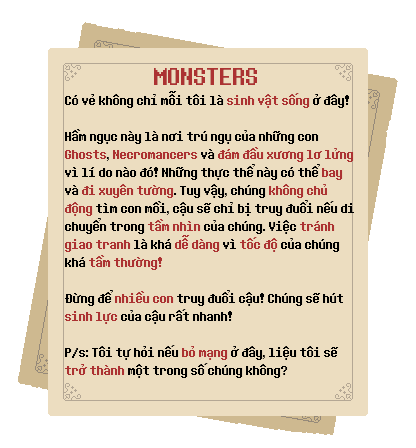 MONSTERS
Có vẻ không chỉ mỗi tôi là sinh vật sống ở đây!
Hầm ngục này là nơi trú ngụ của những con
Ghosts, Necromancers và đám đầu xương lơ lửng
vì lí do nào đó! Những thực thể này có thể bay
và đi xuyên tường. Tuy vậy, chúng không chủ
động tìm con mồi, cậu sẽ chỉ bị truy đuổi nếu di
chuyển trong tầm nhìn của chúng. Việc tránh
giao tranh là khá dễ dàng vì tốc độ của chúng
khá tầm thường!
Đừng để nhiều con truy đuổi cậu! Chúng sẽ hút
sinh lực của cậu rất nhanh!
P/s: Tôi tự hỏi nếu bỏ mạng ở đây, liệu tôi sẽ
trở thành một trong số chúng không?